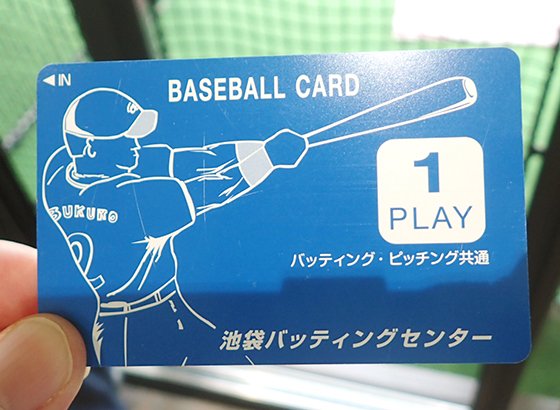 ◀IN
BASEBALL CARD
BUKURO
1
PLAY
バッティング・ピッチング共通
池袋バッティングセンター